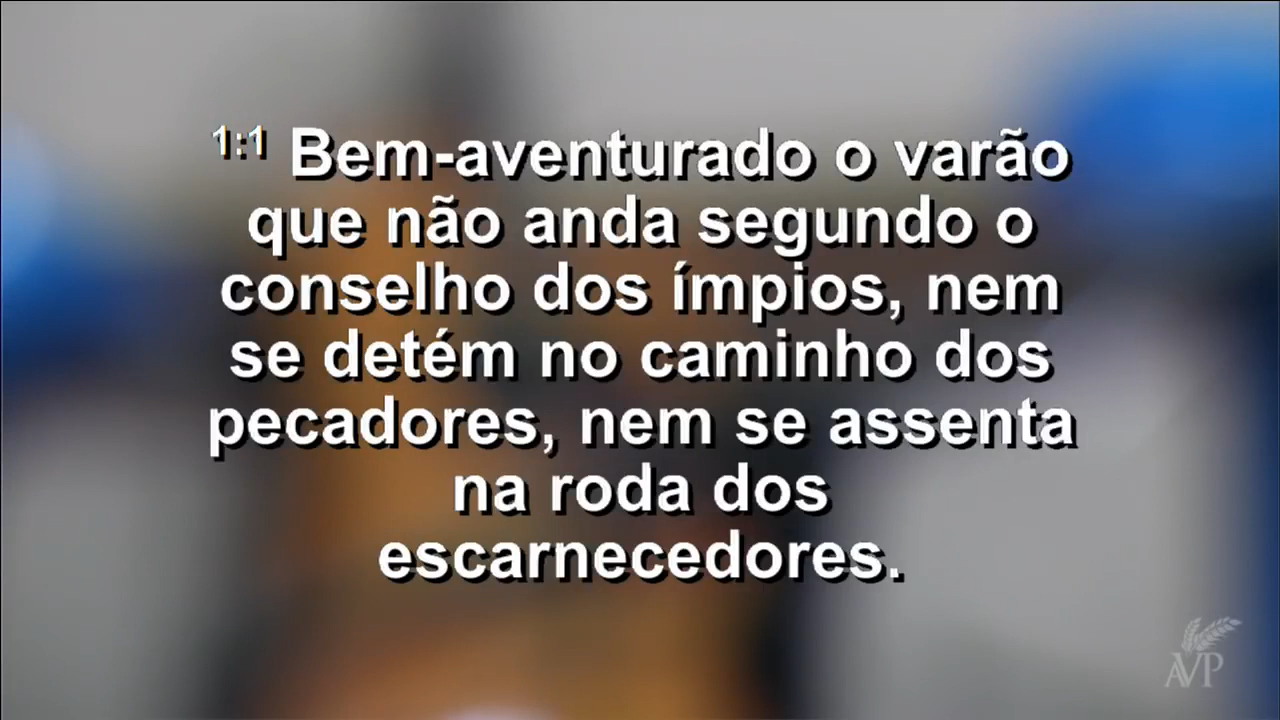 1:1 Bem-aventurado o varão
que não anda segundo o
conselho dos ímpios, nem
se detém no caminho dos
pecadores, nem se assenta
na roda dos
escarnecedores.
AVP